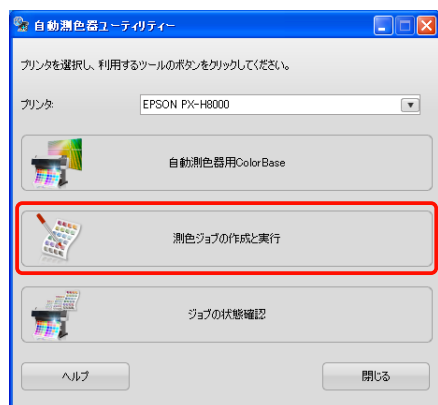 自動測色器ユーティリティー
プリンタを選択し、利用するツールのボタンをクリックしてください。
プリンタ: EPSON PX-H8000
自動測色器用ColorBase
測色ジョブの作成と実行
ジョブの状態確認
ヘルプ 閉じる